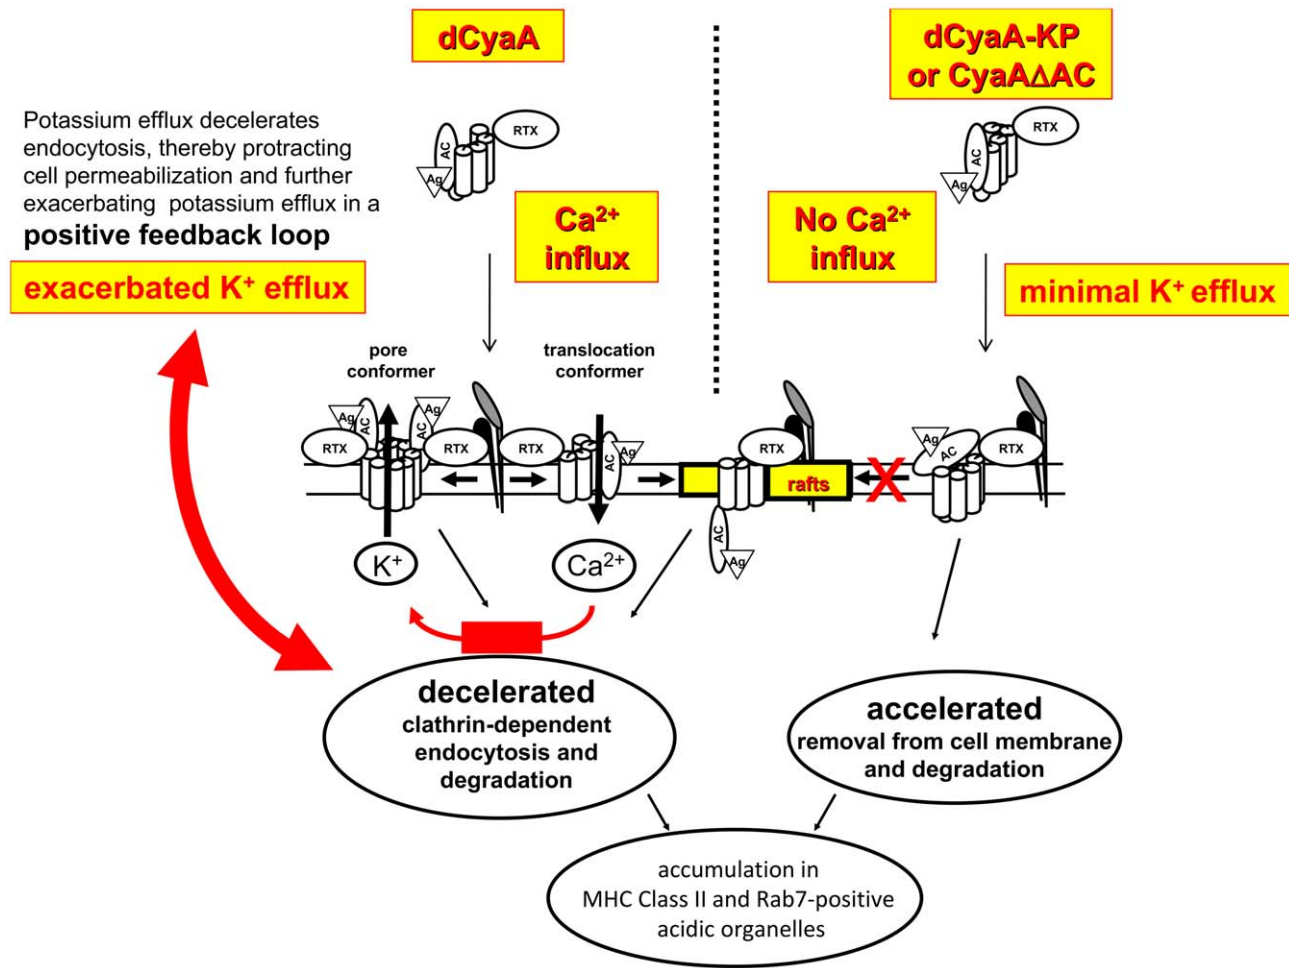 dCyaA
dCyaA-KP
or CyaAΔAC
Potassium efflux decelerates
endocytosis, thereby protracting
cell permeabilization and further
exacerbating potassium efflux in a
positive feedback loop
exacerbated K⁺ efflux
RTX
AC
Ag
Ca²⁺
influx
RTX
AC
Ag
No Ca²⁺
influx
minimal K⁺ efflux
pore
conformer
translocation
conformer
Ag
AC
Ag
AC
RTX
RTX
RTX
AC
Ag
RTX
rafts
X
Ag
AC
RTX
AC
Ag
K⁺
Ca²⁺
decelerated
clathrin-dependent
endocytosis and
degradation
accelerated
removal from cell membrane
and degradation
accumulation in
MHC Class II and Rab7-positive
acidic organelles